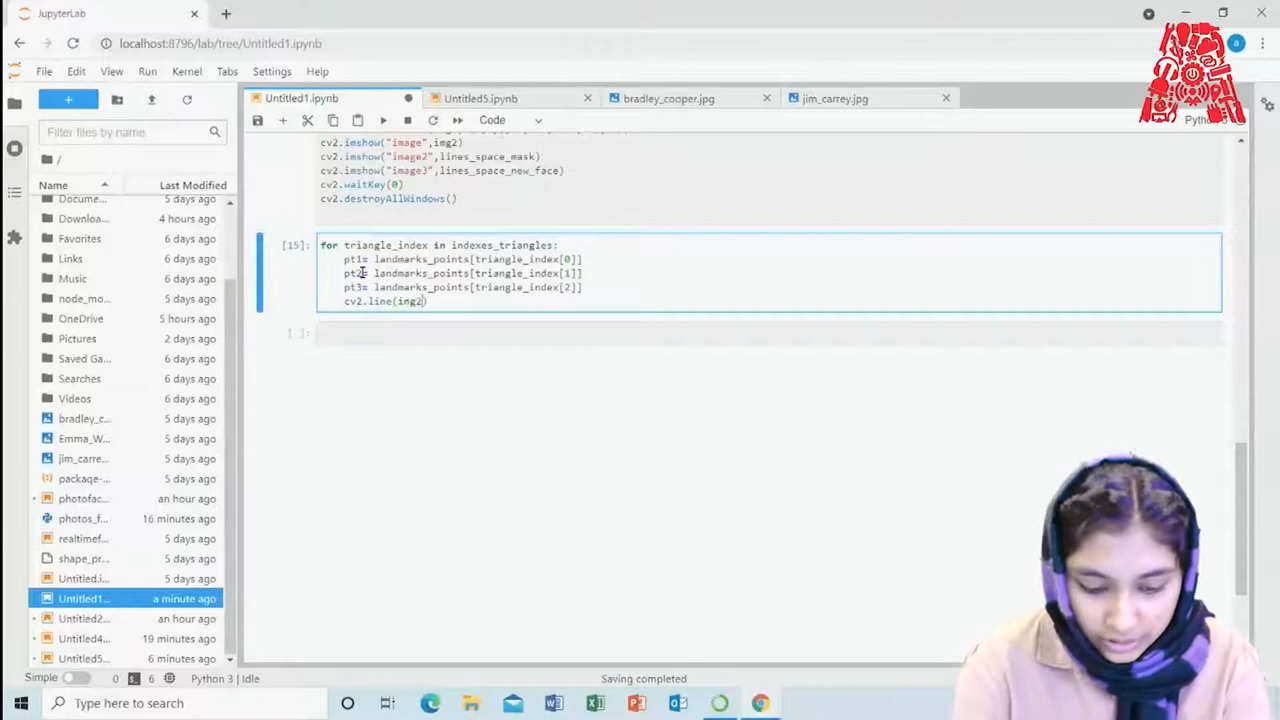 JupyterLab
localhost:8796/lab/tree/Untitled1.ipynb
a
File Edit View Run Kernel Tabs Settings Help
Untitled1.ipynb
Untitled5.ipynb
bradley_cooper.jpg
jim_carrey.jpg
Code
Filter files by name
/
Name
Last Modified
Docume... 5 days ago
Downloa... 4 hours ago
Favorites 6 days ago
Links 6 days ago
Music 6 days ago
node_mo... 5 days ago
OneDrive 5 hours ago
Pictures 2 days ago
Saved Ga... 6 days ago
Searches 6 days ago
Videos 6 days ago
bradley_c... 5 days ago
Emma_W... 5 days ago
jim_carre... 5 days ago
package-... 5 days ago
photofac... an hour ago
photos_f... 16 minutes ago
realtimef... 5 days ago
shape_pr... 5 days ago
Untitled.i... 5 days ago
Untitled1... a minute ago
Untitled2... an hour ago
Untitled4... 19 minutes ago
Untitled5... 6 minutes ago
cv2.imshow("image",img2)
cv2.imshow("image2",lines_space_mask)
cv2.imshow("image3",lines_space_new_face)
cv2.waitKey(0)
cv2.destroyAllWindows()
[15]:
for triangle_index in indexes_triangles:
pt1= landmarks_points[triangle_index[0]]
pt2= landmarks_points[triangle_index[1]]
pt3= landmarks_points[triangle_index[2]]
cv2.line(img2)
[ ]:
Simple 0 6 Python 3 | Idle
Saving completed
Type here to search